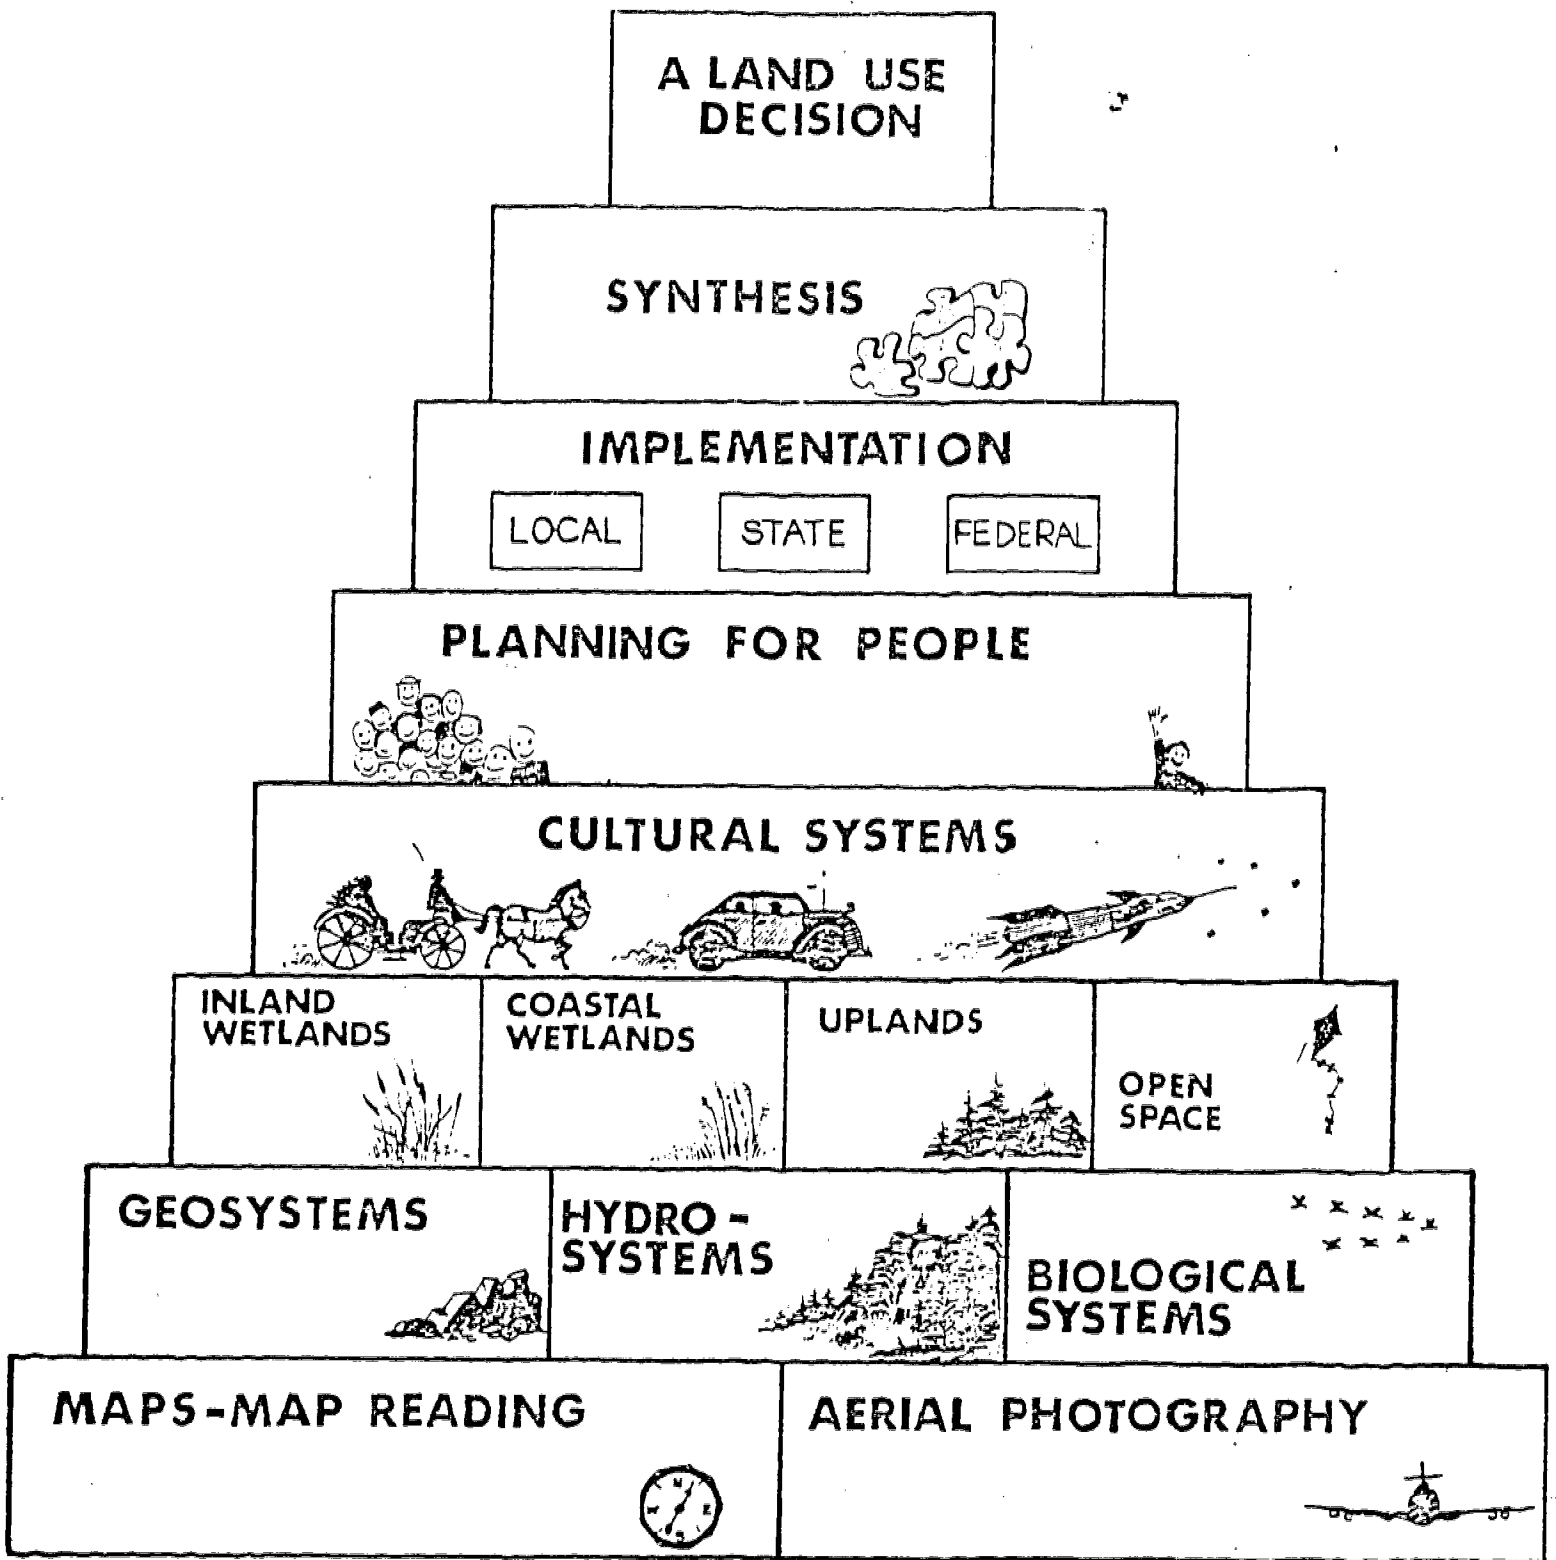 A LAND USE
DECISION
SYNTHESIS
IMPLEMENTATION
LOCAL
STATE
FEDERAL
PLANNING FOR PEOPLE
CULTURAL SYSTEMS
INLAND
WETLANDS
COASTAL
WETLANDS
UPLANDS
OPEN
SPACE
GEOSYSTEMS
HYDRO-
SYSTEMS
BIOLOGICAL
SYSTEMS
MAPS-MAP READING
AERIAL PHOTOGRAPHY